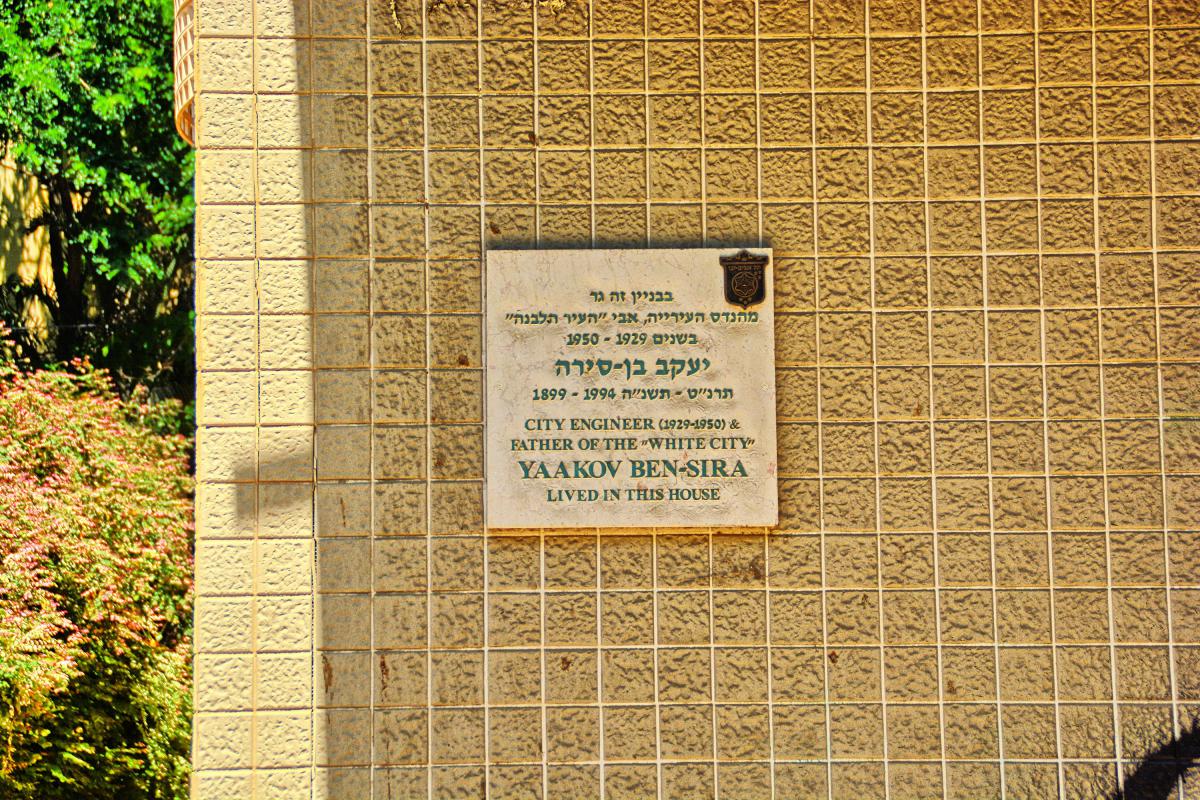 בבניין זה גר
מהנדס העירייה, אבי "העיר הלבנה"
בשנים 1929 - 1950
יעקב בן-סירה
תרנ"ט - תשנ"ה 1994 - 1899
CITY ENGINEER (1929-1950) &
FATHER OF THE "WHITE CITY"
YAAKOV BEN-SIRA
LIVED IN THIS HOUSE